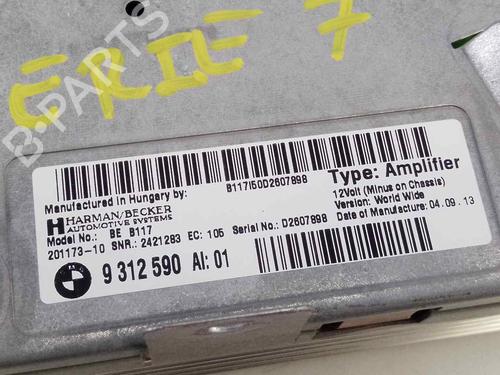 ERIE 7
B-PARTS
Manufactured in Hungary by:
B117I50D2607898
Type: Amplifier
HARMAN/BECKER
AUTOMOTIVE SYSTEMS
12Volt (Minus on Chassis)
Version: World Wide
Model No.: BE B117
Serial No.: D2607898
Date of Manufacture: 04.09.13
201173-10 SNR.: 2421283 EC: 105
9 312 590 AI: 01